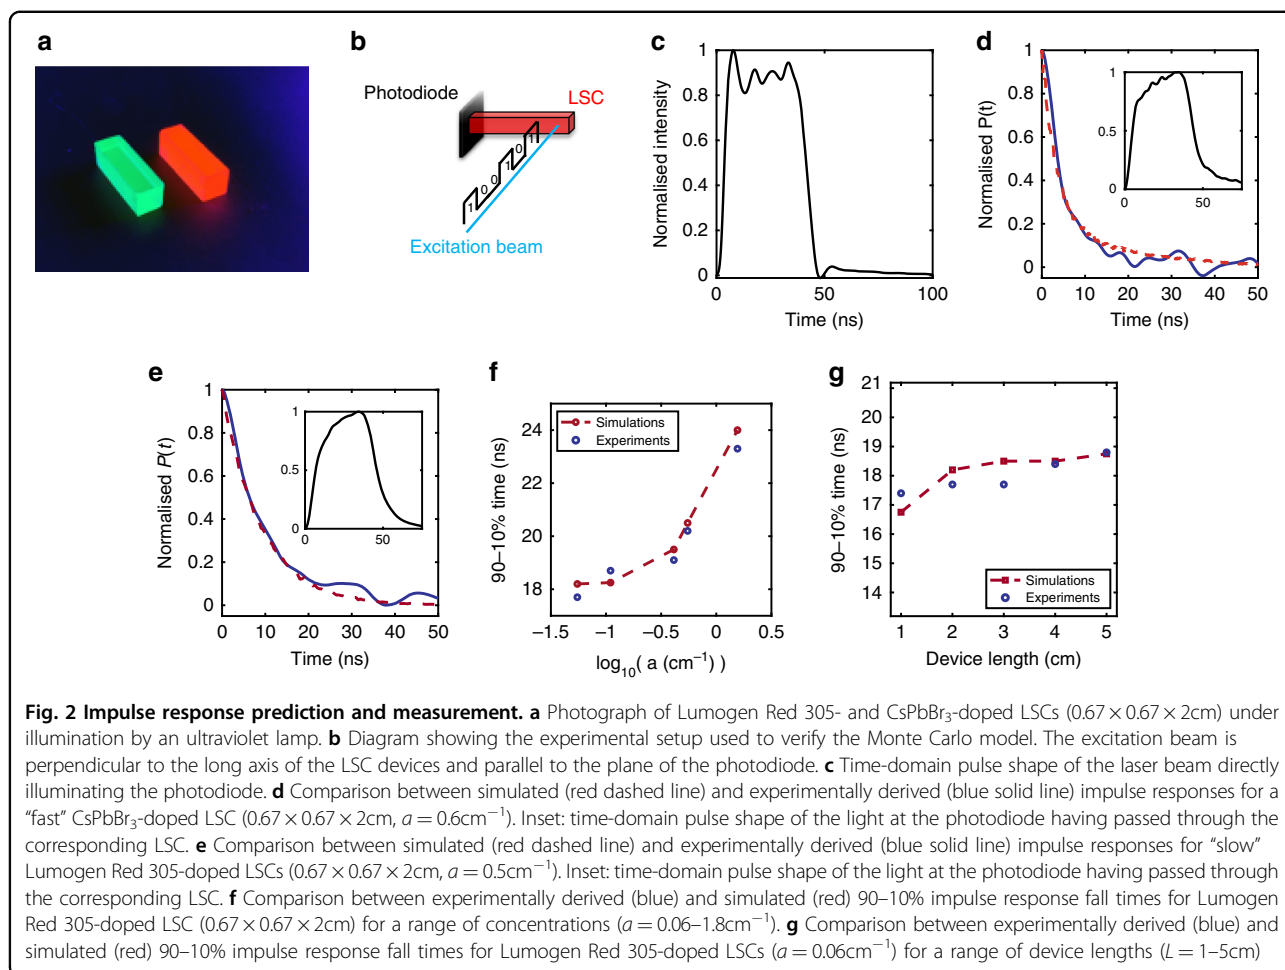 a
b
Photodiode
LSC
1
0
0
1
0
1
Excitation beam
c
Normalised intensity
1
0.8
0.6
0.4
0.2
0
0
50
100
Time (ns)
d
Normalised P(t)
1
0.8
0.6
0.4
0.2
0
0
10
20
30
40
50
Time (ns)
1
0.5
0
0
50
e
Normalised P(t)
1
0.8
0.6
0.4
0.2
0
0
10
20
30
40
50
Time (ns)
1
0.5
0
0
50
f
90–10% time (ns)
24
22
20
18
−1.5
−1
−0.5
0
0.5
log10( a (cm−1) )
Simulations
Experiments
g
90–10% time (ns)
21
20
19
18
17
16
15
14
1
2
3
4
5
Device length (cm)
Simulations
Experiments
Fig. 2 Impulse response prediction and measurement. a Photograph of Lumogen Red 305- and CsPbBr3-doped LSCs (0.67 × 0.67 × 2cm) under
illumination by an ultraviolet lamp. b Diagram showing the experimental setup used to verify the Monte Carlo model. The excitation beam is
perpendicular to the long axis of the LSC devices and parallel to the plane of the photodiode. c Time-domain pulse shape of the laser beam directly
illuminating the photodiode. d Comparison between simulated (red dashed line) and experimentally derived (blue solid line) impulse responses for a
“fast” CsPbBr3-doped LSC (0.67 × 0.67 × 2cm, a = 0.6cm−1). Inset: time-domain pulse shape of the light at the photodiode having passed through the
corresponding LSC. e Comparison between simulated (red dashed line) and experimentally derived (blue solid line) impulse responses for “slow”
Lumogen Red 305-doped LSCs (0.67 × 0.67 × 2cm, a = 0.5cm−1). Inset: time-domain pulse shape of the light at the photodiode having passed through
the corresponding LSC. f Comparison between experimentally derived (blue) and simulated (red) 90–10% impulse response fall times for Lumogen
Red 305-doped LSC (0.67 × 0.67 × 2cm) for a range of concentrations (a = 0.06–1.8cm−1). g Comparison between experimentally derived (blue) and
simulated (red) 90–10% impulse response fall times for Lumogen Red 305-doped LSCs (a = 0.06cm−1) for a range of device lengths (L = 1–5cm)